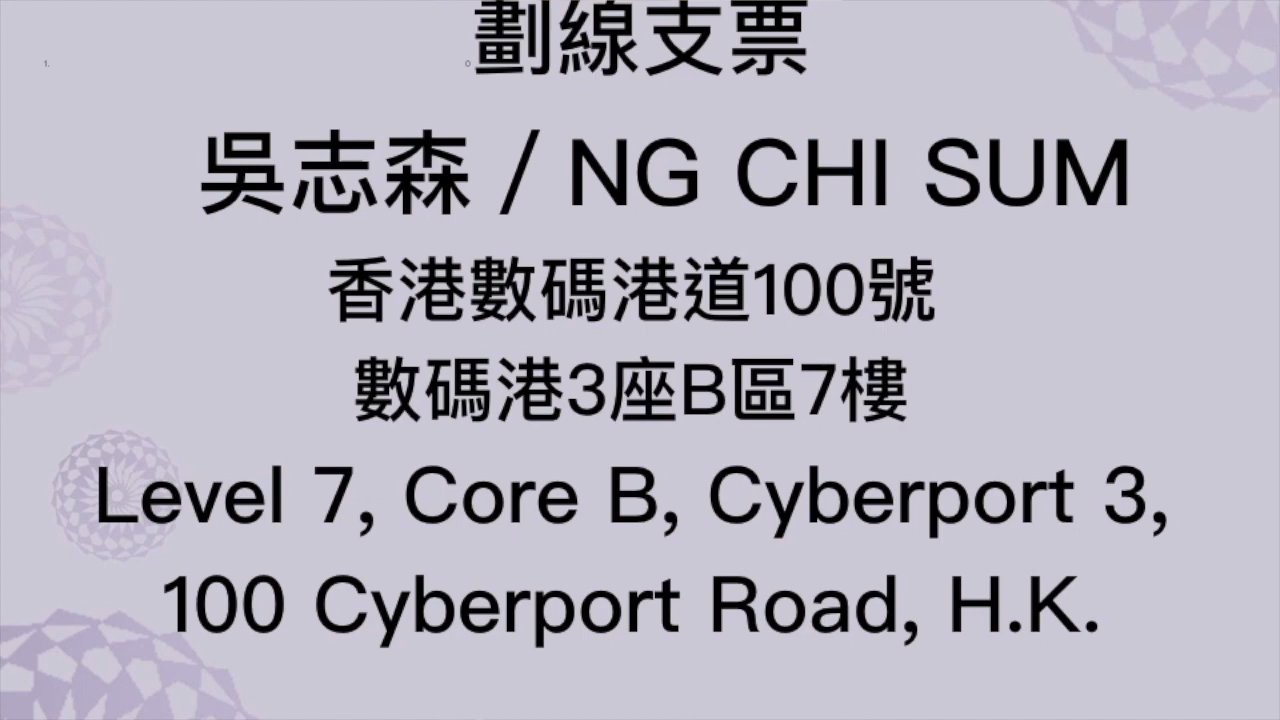 劃線支票
吳志森 / NG CHI SUM
香港數碼港道100號
數碼港3座B區7樓
Level 7, Core B, Cyberport 3,
100 Cyberport Road, H.K.